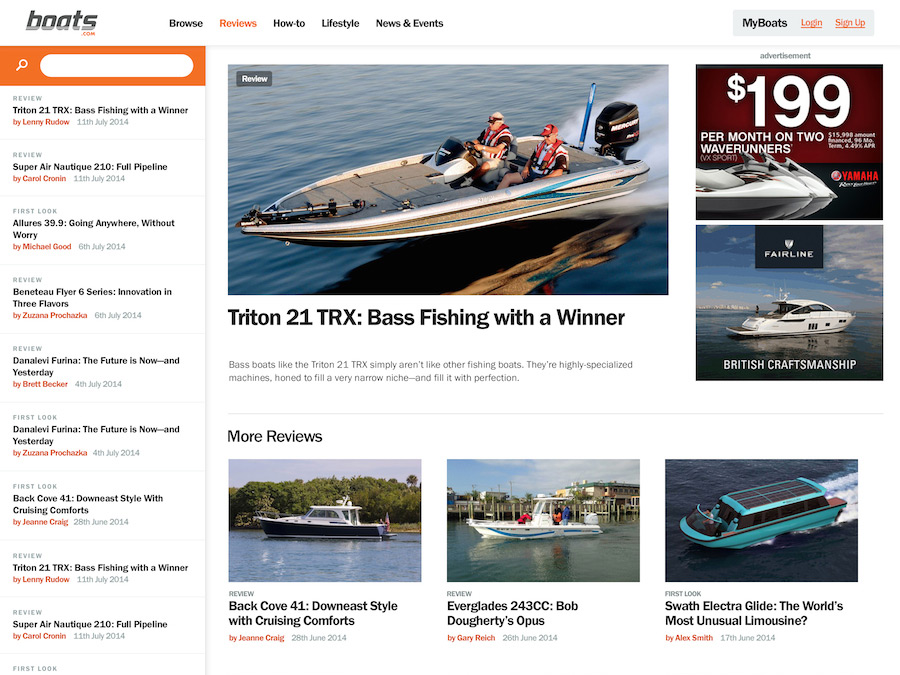 boats
.COM
Browse Reviews How-to Lifestyle News & Events
MyBoats Login Sign Up
REVIEW
Triton 21 TRX: Bass Fishing with a Winner
by Lenny Rudow 11th July 2014
REVIEW
Super Air Nautique 210: Full Pipeline
by Carol Cronin 11th July 2014
FIRST LOOK
Allures 39.9: Going Anywhere, Without
Worry
by Michael Good 6th July 2014
REVIEW
Beneteau Flyer 6 Series: Innovation in
Three Flavors
by Zuzana Prochazka 6th July 2014
REVIEW
Danalevi Furina: The Future is Now—and
Yesterday
by Brett Becker 4th July 2014
FIRST LOOK
Danalevi Furina: The Future is Now—and
Yesterday
by Zuzana Prochazka 4th July 2014
FIRST LOOK
Back Cove 41: Downeast Style With
Cruising Comforts
by Jeanne Craig 28th June 2014
REVIEW
Triton 21 TRX: Bass Fishing with a Winner
by Lenny Rudow 11th July 2014
REVIEW
Super Air Nautique 210: Full Pipeline
by Carol Cronin 11th July 2014
FIRST LOOK
Review
MERCURY
Triton 21 TRX: Bass Fishing with a Winner
Bass boats like the Triton 21 TRX simply aren't like other fishing boats. They're highly-specialized
machines, honed to fill a very narrow niche—and fill it with perfection.
advertisement
$199
PER MONTH ON TWO
WAVERUNNERS
(VX SPORT)
$15,998 amount
financed, 96 Mo.
Term, 4.49% APR
YAMAHA
FAIRLINE
BRITISH CRAFTSMANSHIP
More Reviews
REVIEW
Back Cove 41: Downeast Style
with Cruising Comforts
by Jeanne Craig 28th June 2014
REVIEW
Everglades 243CC: Bob
Dougherty's Opus
by Gary Reich 26th June 2014
FIRST LOOK
Swath Electra Glide: The World's
Most Unusual Limousine?
by Alex Smith 17th June 2014